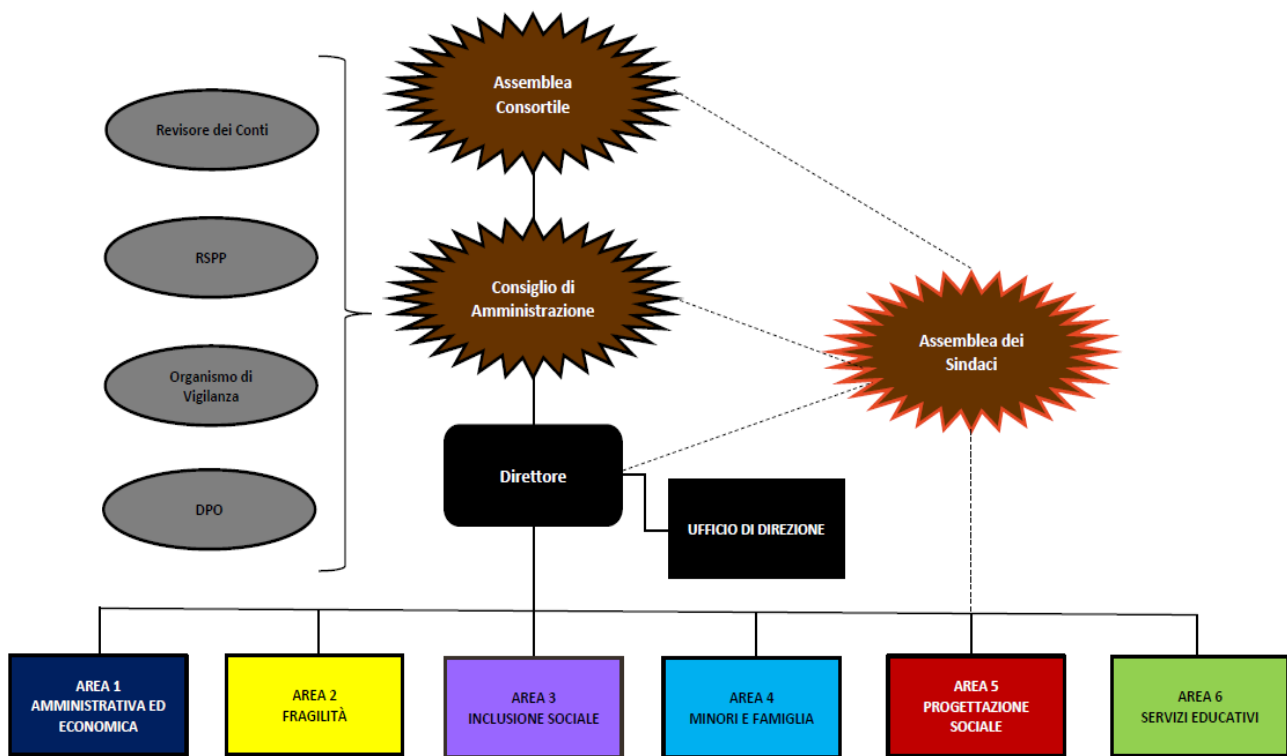 Assemblea
Consortile
Revisore dei Conti
RSPP
Consiglio di
Amministrazione
Assemblea dei
Sindaci
Organismo di
Vigilanza
Direttore
DPO
UFFICIO DI DIREZIONE
AREA 1
AMMINISTRATIVA ED
ECONOMICA
AREA 2
FRAGILITÀ
AREA 3
INCLUSIONE SOCIALE
AREA 4
MINORI E FAMIGLIA
AREA 5
PROGETTAZIONE
SOCIALE
AREA 6
SERVIZI EDUCATIVI